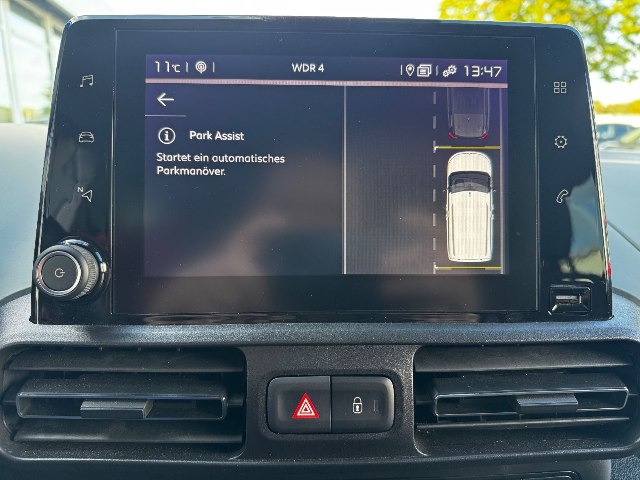 11°C
WDR 4
13:47
Park Assist
Startet ein automatisches
Parkmanöver.
N